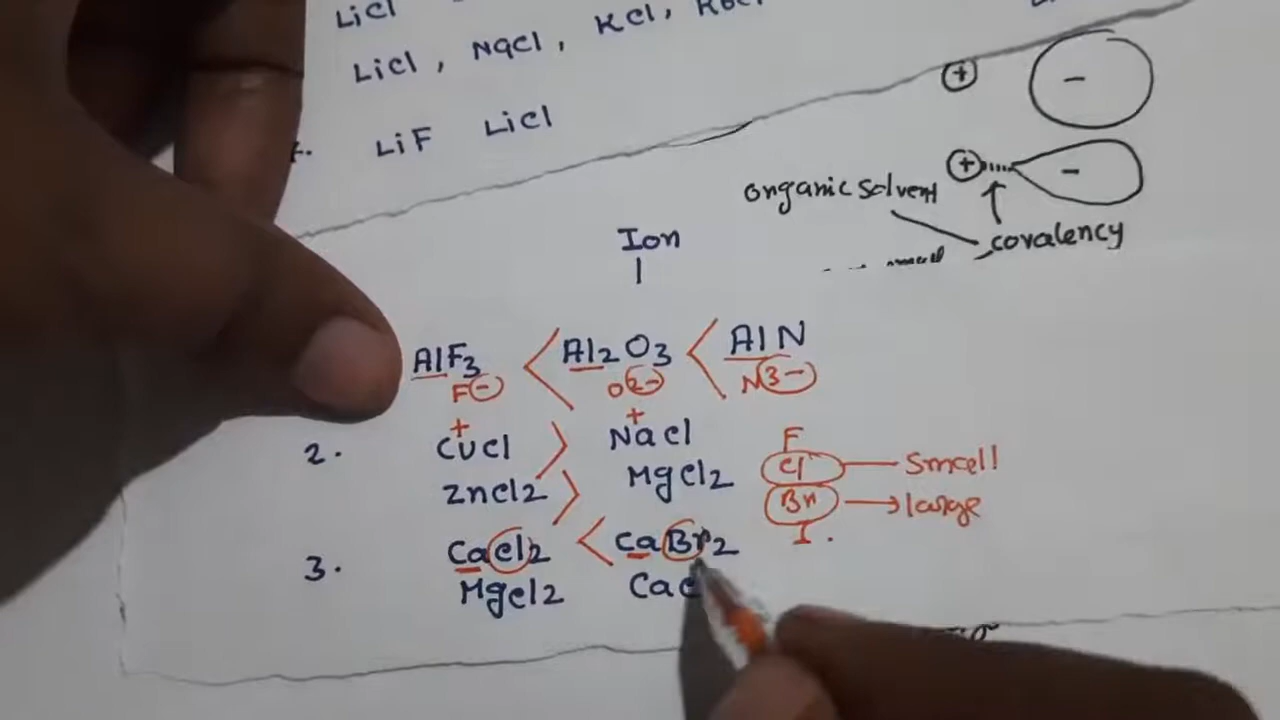 LiCl
LiCl, NaCl, KCl,
LiF LiCl
+ -
+ -
organic solvent
covalency
Ion
AlF3 < Al2O3 < AlN
F- O2- N3-
+ +
2. CuCl > NaCl
F
Cl — Small
ZnCl2 > MgCl2
Br → large
I.
3. CaCl2 < CaBr2
MgCl2